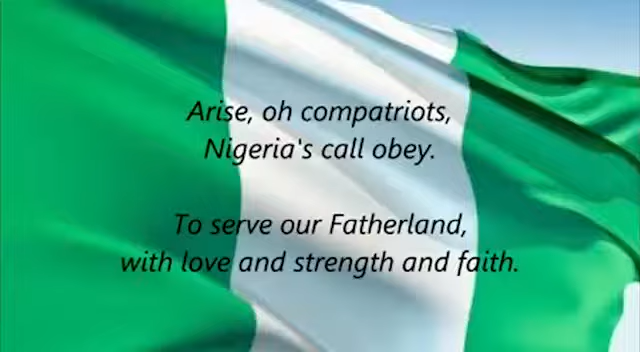 Arise, oh compatriots,
Nigeria's call obey.
To serve our Fatherland,
with love and strength and faith.